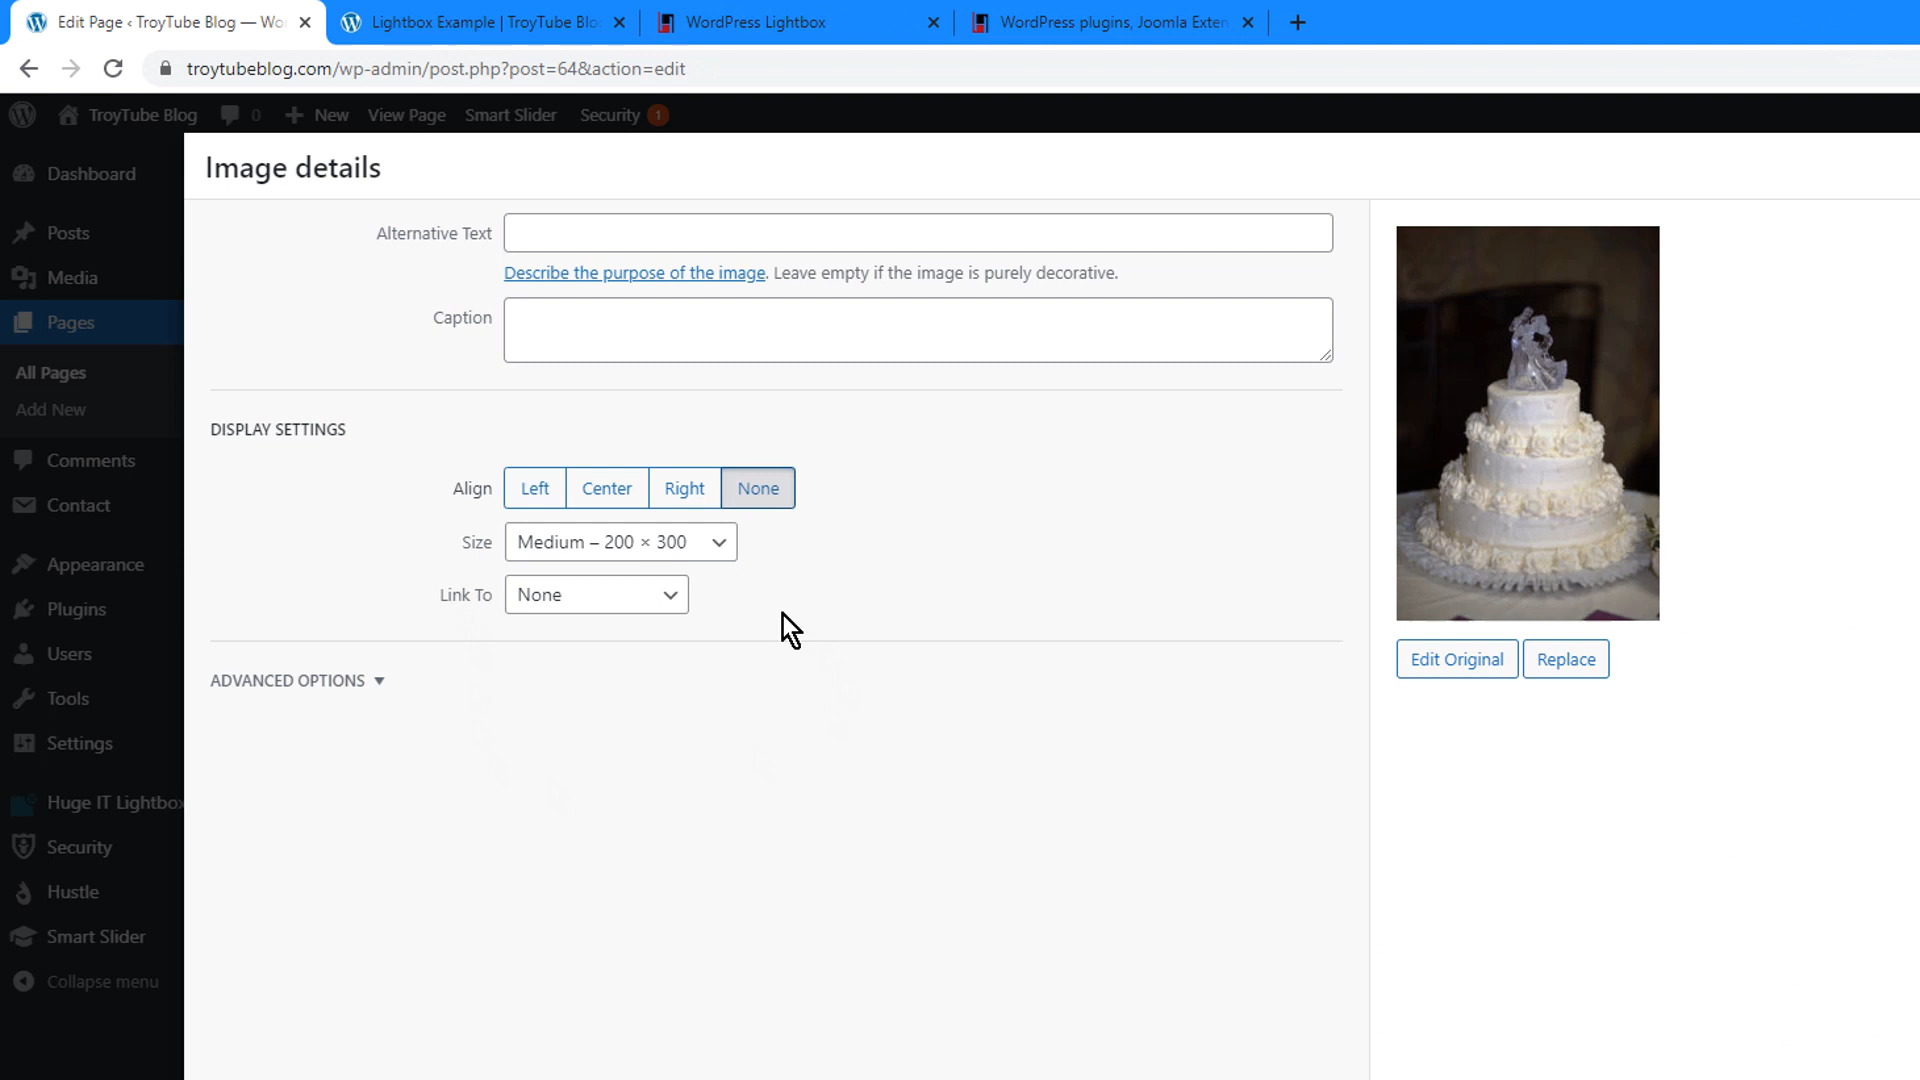 Edit Page ‹ TroyTube Blog — Wo
Lightbox Example | TroyTube Blo
WordPress Lightbox
WordPress plugins, Joomla Exten
troytubeblog.com/wp-admin/post.php?post=64&action=edit
TroyTube Blog
0
New
View Page
Smart Slider
Security
1
Dashboard
Posts
Media
Pages
All Pages
Add New
Comments
Contact
Appearance
Plugins
Users
Tools
Settings
Huge IT Lightbox
Security
Hustle
Smart Slider
Collapse menu
Image details
Alternative Text
Describe the purpose of the image. Leave empty if the image is purely decorative.
Caption
DISPLAY SETTINGS
Align
Left
Center
Right
None
Size
Medium – 200 × 300
Link To
None
ADVANCED OPTIONS
Edit Original
Replace